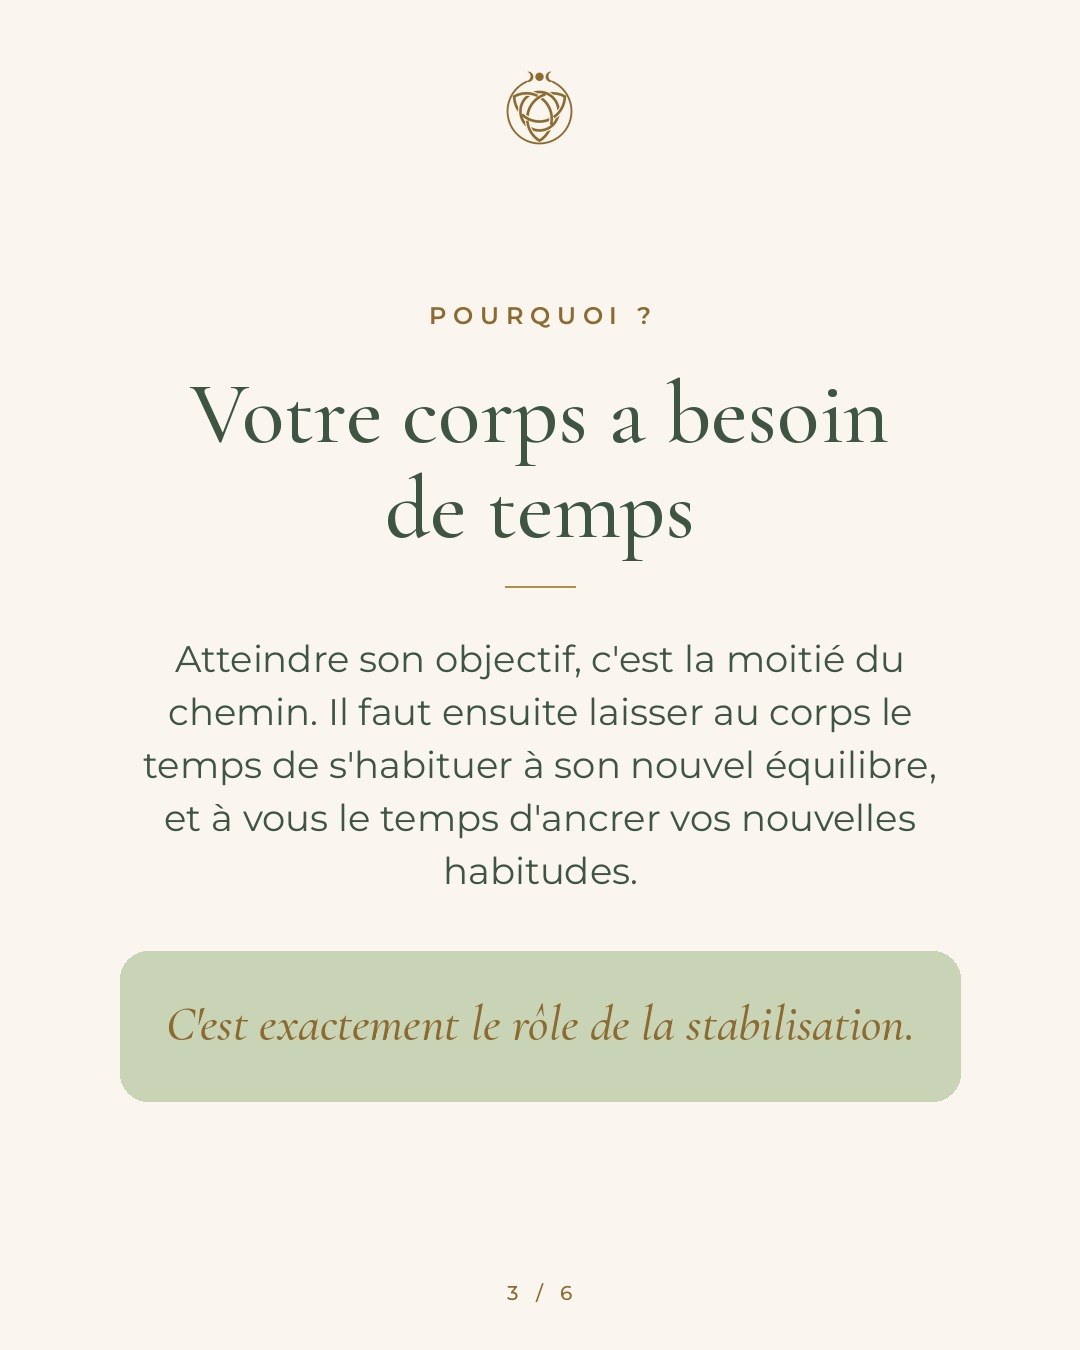 POURQUOI ?
Votre corps a besoin
de temps
Atteindre son objectif, c'est la moitié du
chemin. Il faut ensuite laisser au corps le
temps de s'habituer à son nouvel équilibre,
et à vous le temps d'ancrer vos nouvelles
habitudes.
C'est exactement le rôle de la stabilisation.
3 / 6